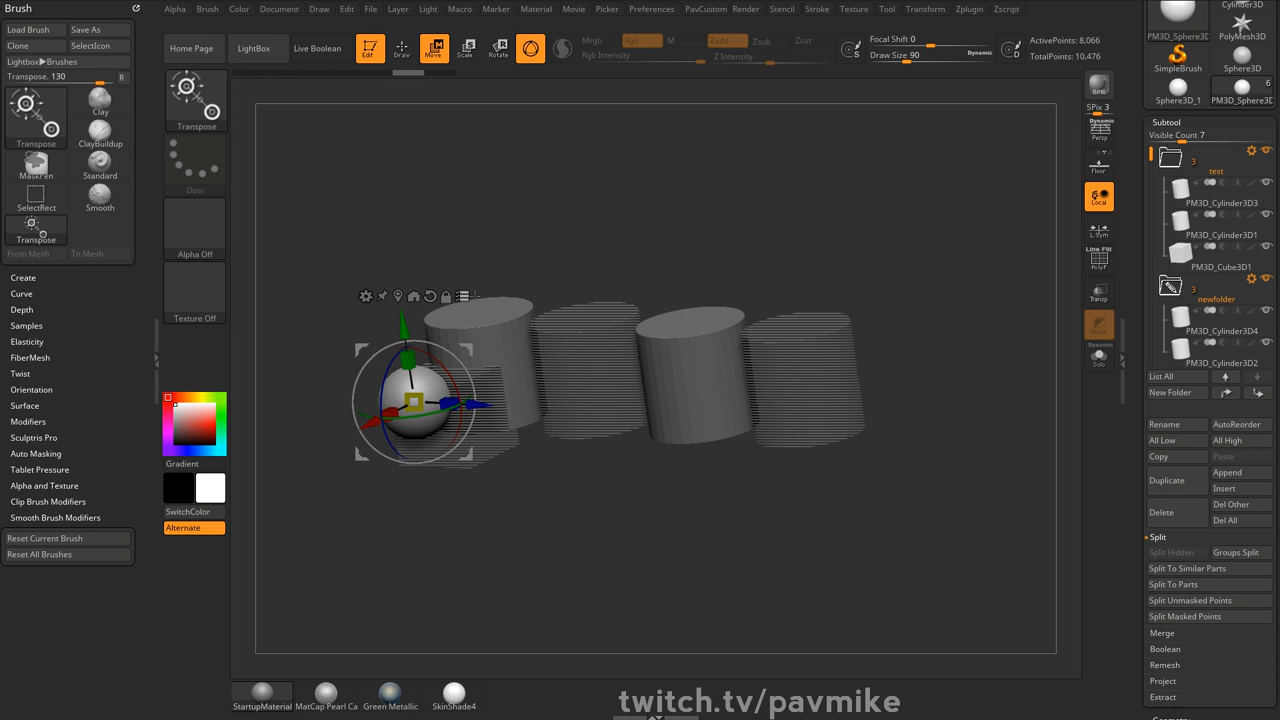 Brush
Alpha Brush Color Document Draw Edit File Layer Light Macro Marker Material Movie Picker Preferences PavCustom Render Stencil Stroke Texture Tool Transform Zplugin Zscript
Load Brush Save As
Clone SelectIcon
Lightbox▶Brushes
Transpose. 130 R
Transpose
Clay
ClayBuildup
MaskPen
Standard
SelectRect
Smooth
Transpose
From Mesh To Mesh
Create
Curve
Depth
Samples
Elasticity
FiberMesh
Twist
Orientation
Surface
Modifiers
Sculptris Pro
Auto Masking
Tablet Pressure
Alpha and Texture
Clip Brush Modifiers
Smooth Brush Modifiers
Reset Current Brush
Reset All Brushes
Home Page LightBox Live Boolean
Edit Draw Move Scale Rotate
Mrgb Rgb M
Rgb Intensity
Zadd Zsub Zcut
Z Intensity
S
Focal Shift 0
Draw Size 90 Dynamic
D
ActivePoints: 8,066
TotalPoints: 10,476
Transpose
Dots
Alpha Off
Texture Off
Gradient
SwitchColor
Alternate
BPR
SPix 3
Dynamic
Persp
Floor
Local
L.Sym
Line Fill
PolyF
Transp
Ghost
Dynamic
Solo
Cylinder3D
PM3D_Sphere3D
PolyMesh3D
SimpleBrush
Sphere3D
6
Sphere3D_1
PM3D_Sphere3D
Subtool
Visible Count 7
3
test
PM3D_Cylinder3D3
PM3D_Cylinder3D1
PM3D_Cube3D1
3
newfolder
PM3D_Cylinder3D4
PM3D_Cylinder3D2
List All
New Folder
Rename AutoReorder
All Low All High
Copy Paste
Duplicate
Append
Insert
Delete
Del Other
Del All
Split
Split Hidden Groups Split
Split To Similar Parts
Split To Parts
Split Unmasked Points
Split Masked Points
Merge
Boolean
Remesh
Project
Extract
Geometry
StartupMaterial MatCap Pearl Ca Green Metallic SkinShade4
twitch.tv/pavmike